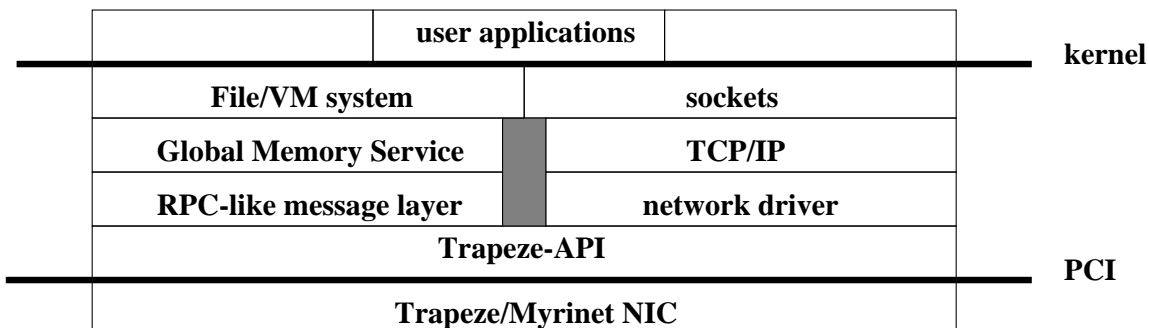 user applications
kernel
File/VM system
sockets
Global Memory Service
TCP/IP
RPC-like message layer
network driver
Trapeze-API
PCI
Trapeze/Myrinet NIC